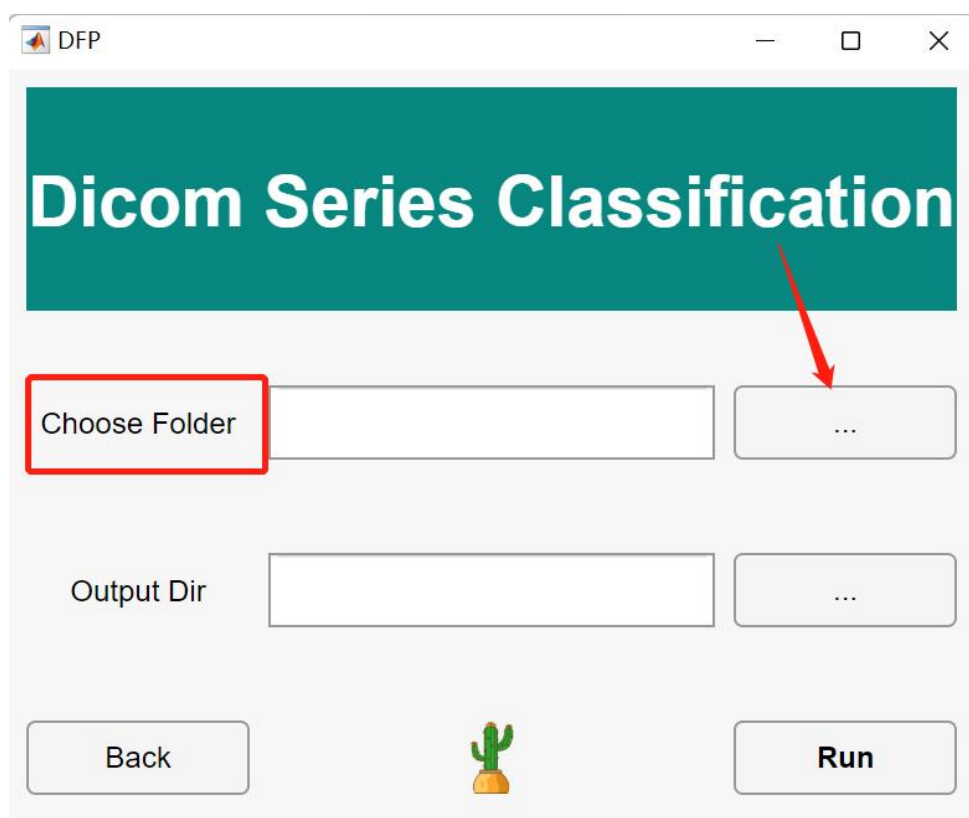 DFP
Dicom Series Classification
Choose Folder
...
Output Dir
...
Back
Run